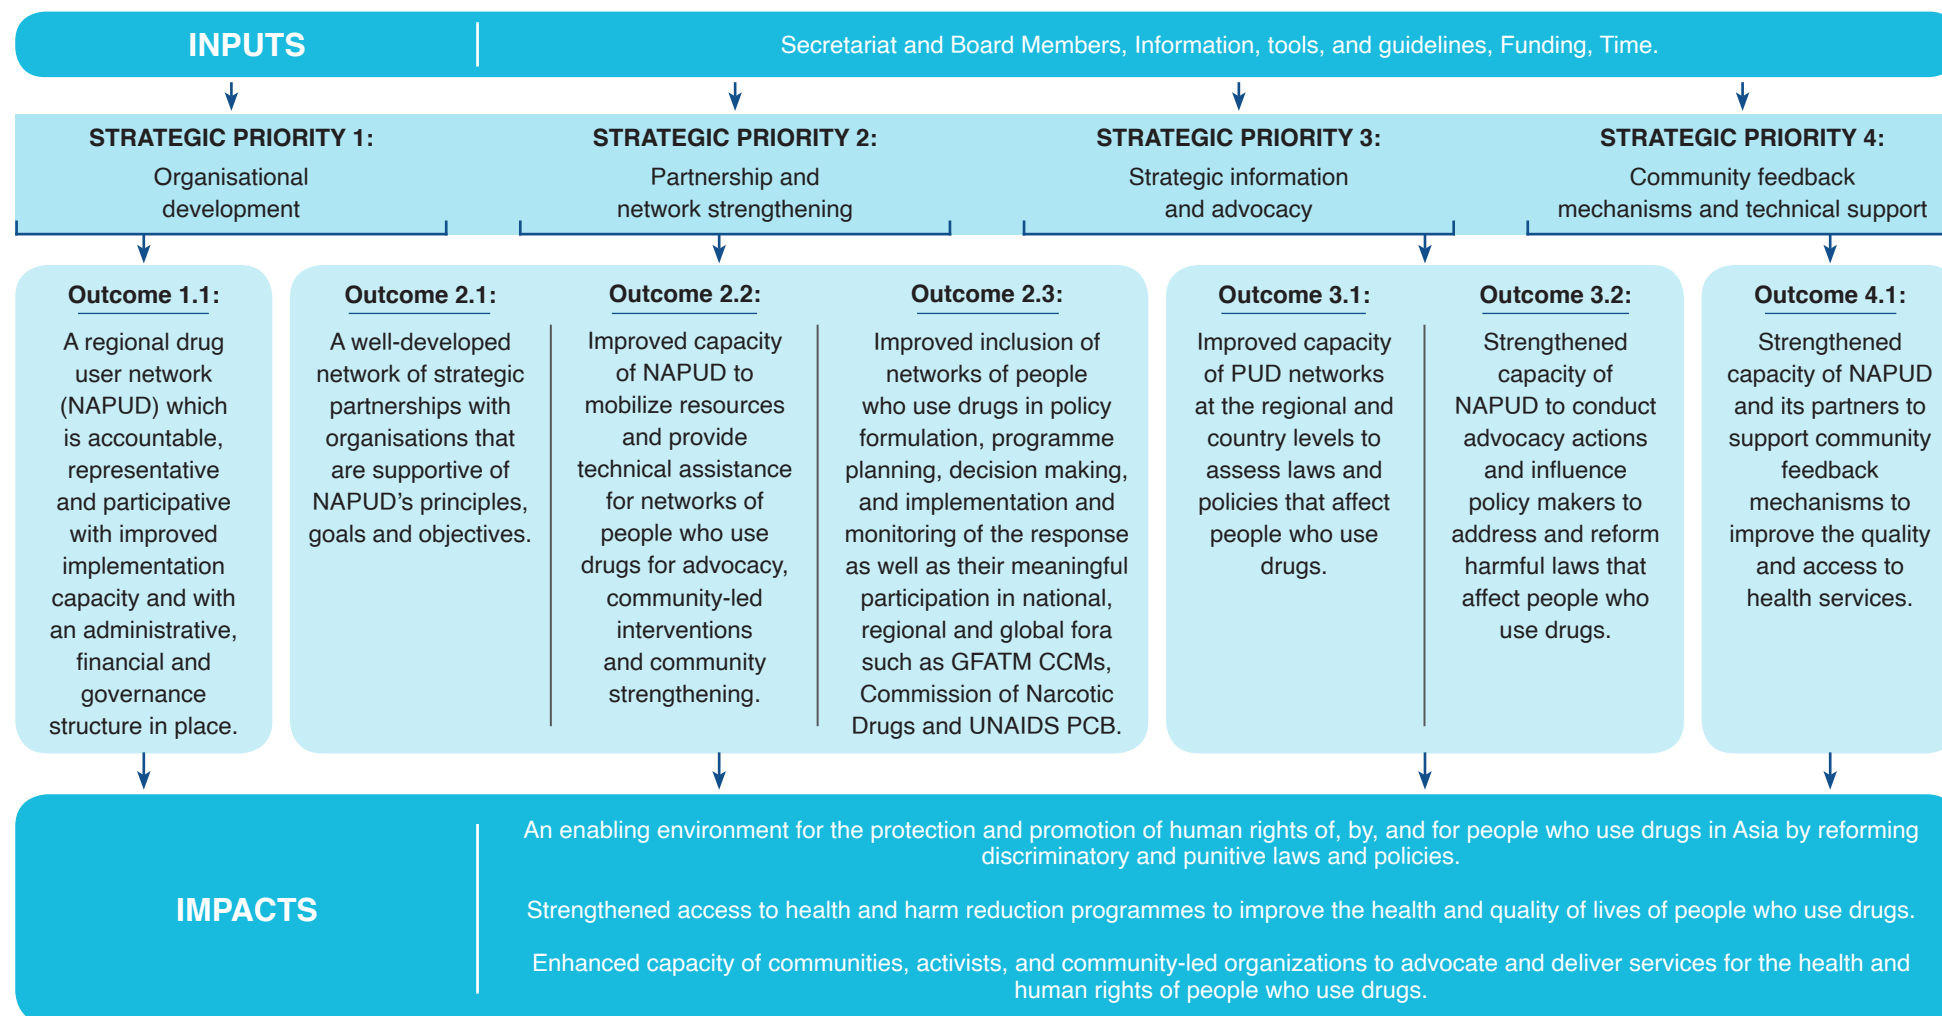 INPUTS
Secretariat and Board Members, Information, tools, and guidelines, Funding, Time.
STRATEGIC PRIORITY 1:
Organisational
development
STRATEGIC PRIORITY 2:
Partnership and
network strengthening
STRATEGIC PRIORITY 3:
Strategic information
and advocacy
STRATEGIC PRIORITY 4:
Community feedback
mechanisms and technical support
Outcome 1.1:
A regional drug
user network
(NAPUD) which
is accountable,
representative
and participative
with improved
implementation
capacity and with
an administrative,
financial and
governance
structure in place.
Outcome 2.1:
A well-developed
network of strategic
partnerships with
organisations that
are supportive of
NAPUD’s principles,
goals and objectives.
Outcome 2.2:
Improved capacity
of NAPUD to
mobilize resources
and provide
technical assistance
for networks of
people who use
drugs for advocacy,
community-led
interventions
and community
strengthening.
Outcome 2.3:
Improved inclusion of
networks of people
who use drugs in policy
formulation, programme
planning, decision making,
and implementation and
monitoring of the response
as well as their meaningful
participation in national,
regional and global fora
such as GFATM CCMs,
Commission of Narcotic
Drugs and UNAIDS PCB.
Outcome 3.1:
Improved capacity
of PUD networks
at the regional and
country levels to
assess laws and
policies that affect
people who use
drugs.
Outcome 3.2:
Strengthened
capacity of
NAPUD to conduct
advocacy actions
and influence
policy makers to
address and reform
harmful laws that
affect people who
use drugs.
Outcome 4.1:
Strengthened
capacity of NAPUD
and its partners to
support community
feedback
mechanisms to
improve the quality
and access to
health services.
IMPACTS
An enabling environment for the protection and promotion of human rights of, by, and for people who use drugs in Asia by reforming
discriminatory and punitive laws and policies.
Strengthened access to health and harm reduction programmes to improve the health and quality of lives of people who use drugs.
Enhanced capacity of communities, activists, and community-led organizations to advocate and deliver services for the health and
human rights of people who use drugs.